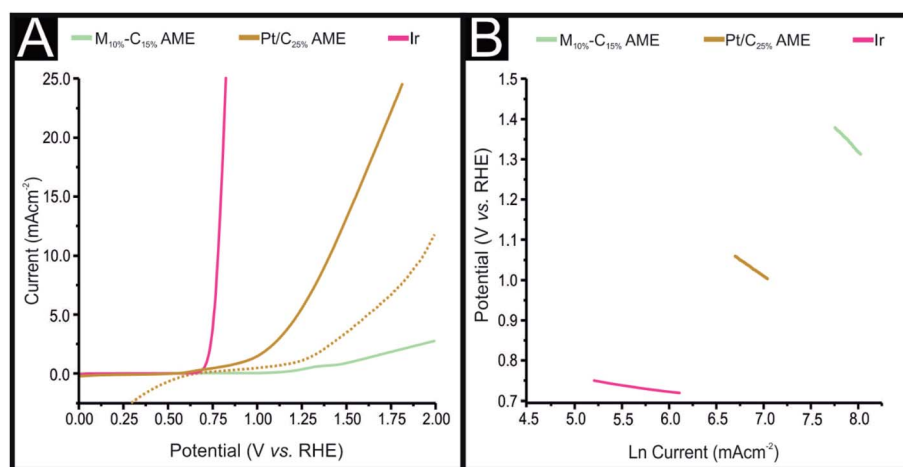 A
M10%-C15% AME
Pt/C25% AME
Ir
25.0
20.0
15.0
10.0
5.0
0.0
Current (mAcm-2)
0.00
0.25
0.50
0.75
1.00
1.25
1.50
1.75
2.00
Potential (V vs. RHE)
B
M10%-C15% AME
Pt/C25% AME
Ir
1.5
1.4
1.3
1.2
1.1
1.0
0.9
0.8
0.7
Potential (V vs. RHE)
4.5
5.0
5.5
6.0
6.5
7.0
7.5
8.0
Ln Current (mAcm-2)